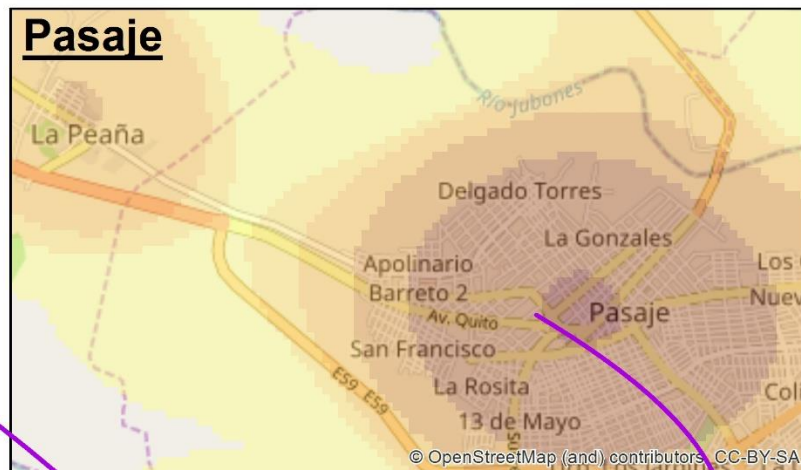 Pasaje
Río Jubones
La Peaña
Delgado Torres
La Gonzales
Apolinario
Barreto 2
Los
Nuev
Pasaje
Av. Quito
San Francisco
E59 E59
La Rosita
Coli
13 de Mayo
© OpenStreetMap (and) contributors, CC-BY-SA